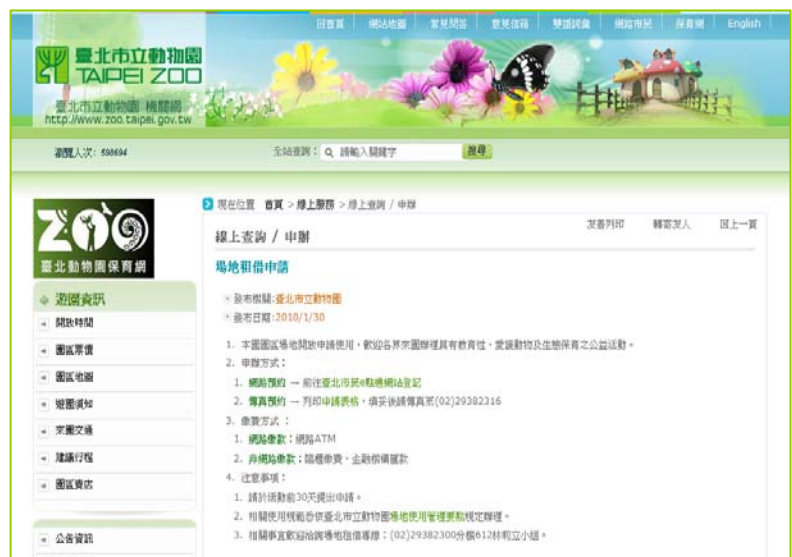 回首頁 網站地圖 常見問答 意見信箱 雙語詞彙 網路市民 保育網 English
臺北市立動物園
TAIPEI ZOO
臺北市立動物園 機關網
http://www.zoo.taipei.gov.tw
瀏覽人次: 598694 全站查詢: 請輸入關鍵字 搜尋
現在位置 首頁 > 線上服務 > 線上查詢 / 申辦
ZOO
臺北動物園保育網
線上查詢 / 申辦 友善列印 轉寄友人 回上一頁
場地租借申請
遊園資訊
發布機關:臺北市立動物園
發布日期:2010/1/30
開放時間
園區票價
園區地圖
遊園須知
來園交通
建議行程
園區賣店
公告資訊
1. 本園園區場地開放申請使用,歡迎各界來園辦理具有教育性、愛護動物及生態保育之公益活動。
2. 申辦方式:
1. 網路預約 → 前往臺北市民e點通網站登記
2. 傳真預約 → 列印申請表格,填妥後請傳真至(02)29382316
3. 繳費方式 :
1. 網路繳款:網路ATM
2. 非網路繳款:臨櫃繳費、金融機構匯款
4. 注意事項:
1. 請於活動前30天提出申請。
2. 相關使用規範悉依臺北市立動物園場地使用管理要點規定辦理。
3. 相關事宜歡迎洽詢場地租借專線:(02)29382300分機612林莉立小姐。